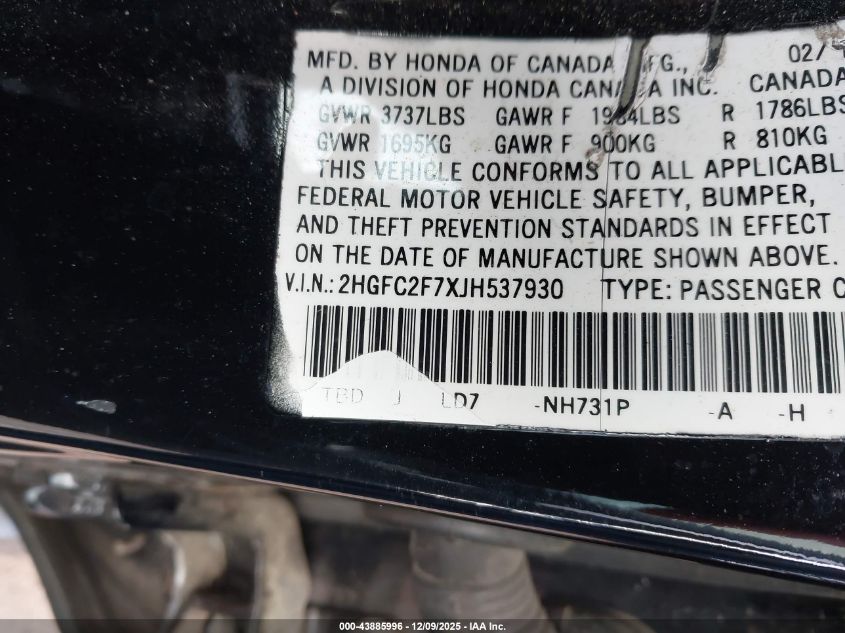 MFD. BY HONDA OF CANADA MFG., 02/
A DIVISION OF HONDA CANADA INC. CANADA
GVWR 3737LBS GAWR F 1984LBS R 1786LBS
GVWR 1695KG GAWR F 900KG R 810KG
THIS VEHICLE CONFORMS TO ALL APPLICABLE
FEDERAL MOTOR VEHICLE SAFETY, BUMPER,
AND THEFT PREVENTION STANDARDS IN EFFECT
ON THE DATE OF MANUFACTURE SHOWN ABOVE.
V.I.N.: 2HGFC2F7XJH537930 TYPE: PASSENGER C
TBD J LD7 -NH731P -A -H
000-43885996 - 12/09/2025 - IAA Inc.